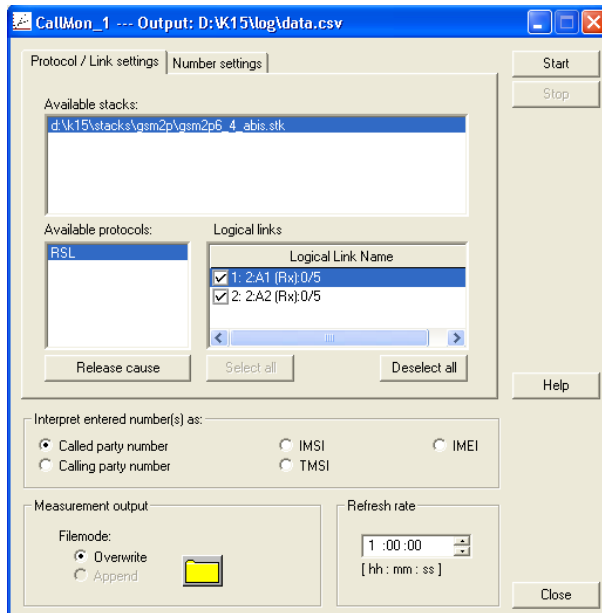 CallMon_1 --- Output: D:\K15\log\data.csv
Protocol / Link settings
Number settings
Start
Stop
Available stacks:
d:\k15\stacks\gsm2p\gsm2p6_4_abis.stk
Available protocols:
RSL
Logical links
Logical Link Name
1: 2:A1 (Rx):0/5
2: 2:A2 (Rx):0/5
Release cause
Select all
Deselect all
Help
Interpret entered number(s) as:
Called party number
IMSI
IMEI
Calling party number
TMSI
Measurement output
Filemode:
Overwrite
Append
Refresh rate
1 :00 :00
[ hh : mm : ss ]
Close